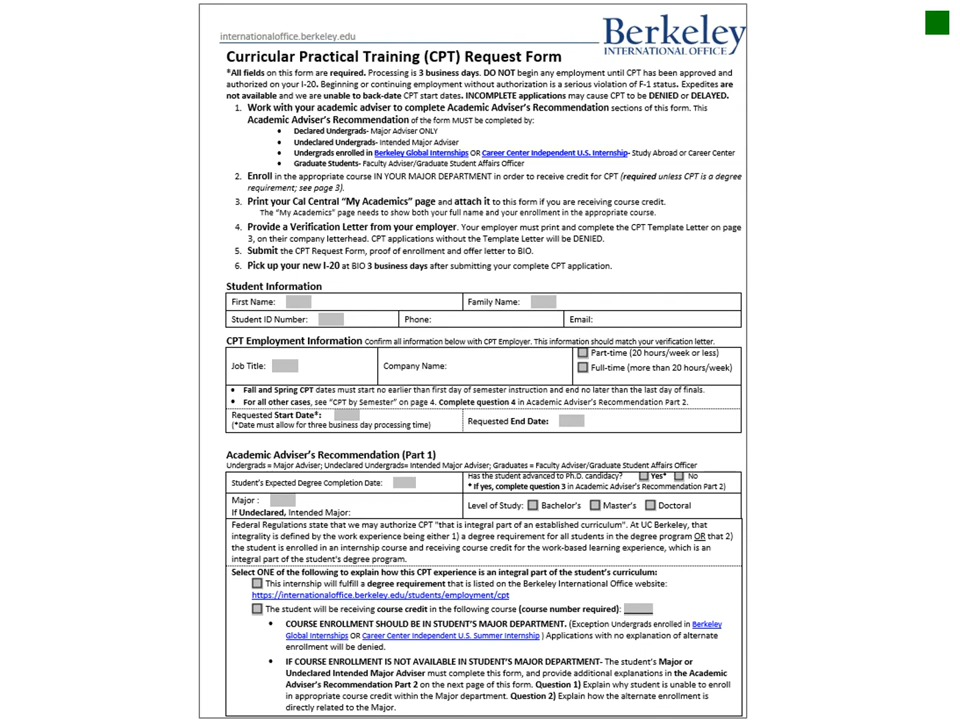 internationaloffice.berkeley.edu
Berkeley
INTERNATIONAL OFFICE
Curricular Practical Training (CPT) Request Form
*All fields on this form are required. Processing is 3 business days. DO NOT begin any employment until CPT has been approved and
authorized on your I-20. Beginning or continuing employment without authorization is a serious violation of F-1 status. Expedites are
not available and we are unable to back-date CPT start dates. INCOMPLETE applications may cause CPT to be DENIED or DELAYED.
1. Work with your academic adviser to complete Academic Adviser's Recommendation sections of this form. This
Academic Adviser's Recommendation of the form MUST be completed by:
• Declared Undergrads- Major Adviser ONLY
• Undeclared Undergrads- Intended Major Adviser
• Undergrads enrolled in Berkeley Global Internships OR Career Center Independent U.S. Internship- Study Abroad or Career Center
• Graduate Students- Faculty Adviser/Graduate Student Affairs Officer
2. Enroll in the appropriate course IN YOUR MAJOR DEPARTMENT in order to receive credit for CPT (required unless CPT is a degree
requirement; see page 3).
3. Print your Cal Central "My Academics" page and attach it to this form if you are receiving course credit.
The "My Academics" page needs to show both your full name and your enrollment in the appropriate course.
4. Provide a Verification Letter from your employer. Your employer must print and complete the CPT Template Letter on page
3, on their company letterhead. CPT applications without the Template Letter will be DENIED.
5. Submit the CPT Request Form, proof of enrollment and offer letter to BIO.
6. Pick up your new I-20 at BIO 3 business days after submitting your complete CPT application.
Student Information
First Name: Family Name:
Student ID Number: Phone: Email:
CPT Employment Information Confirm all information below with CPT Employer. This information should match your verification letter.
Job Title: Company Name:
Part-time (20 hours/week or less)
Full-time (more than 20 hours/week)
• Fall and Spring CPT dates must start no earlier than first day of semester instruction and end no later than the last day of finals.
• For all other cases, see "CPT by Semester" on page 4. Complete question 4 in Academic Adviser's Recommendation Part 2.
Requested Start Date*:
(*Date must allow for three business day processing time)
Requested End Date:
Academic Adviser's Recommendation (Part 1)
Undergrads = Major Adviser; Undeclared Undergrads= Intended Major Adviser; Graduates = Faculty Adviser/Graduate Student Affairs Officer
Student's Expected Degree Completion Date:
Has the student advanced to Ph.D. candidacy? Yes* No
* If yes, complete question 3 in Academic Adviser's Recommendation Part 2)
Major :
If Undeclared, Intended Major:
Level of Study: Bachelor's Master's Doctoral
Federal Regulations state that we may authorize CPT "that is integral part of an established curriculum". At UC Berkeley, that
integrality is defined by the work experience being either 1) a degree requirement for all students in the degree program OR that 2)
the student is enrolled in an internship course and receiving course credit for the work-based learning experience, which is an
integral part of the student's degree program.
Select ONE of the following to explain how this CPT experience is an integral part of the student's curriculum:
This internship will fulfill a degree requirement that is listed on the Berkeley International Office website:
https://internationaloffice.berkeley.edu/students/employment/cpt
The student will be receiving course credit in the following course (course number required):
• COURSE ENROLLMENT SHOULD BE IN STUDENT'S MAJOR DEPARTMENT. (Exception Undergrads enrolled in Berkeley
Global Internships OR Career Center Independent U.S. Summer Internship ) Applications with no explanation of alternate
enrollment will be denied.
• IF COURSE ENROLLMENT IS NOT AVAILABLE IN STUDENT'S MAJOR DEPARTMENT- The student's Major or
Undeclared Intended Major Adviser must complete this form, and provide additional explanations in the Academic
Adviser's Recommendation Part 2 on the next page of this form. Question 1) Explain why student is unable to enroll
in appropriate course credit within the Major department. Question 2) Explain how the alternate enrollment is
directly related to the Major.